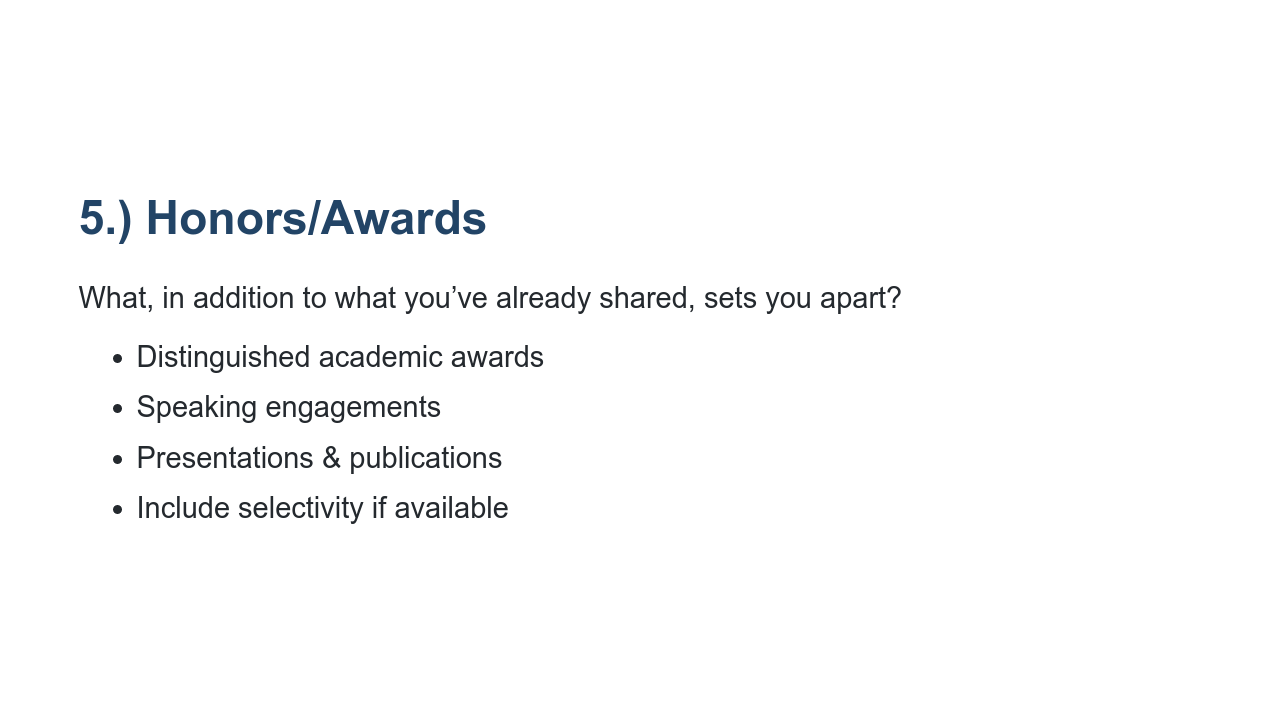 5.) Honors/Awards
What, in addition to what you’ve already shared, sets you apart?
• Distinguished academic awards
• Speaking engagements
• Presentations & publications
• Include selectivity if available